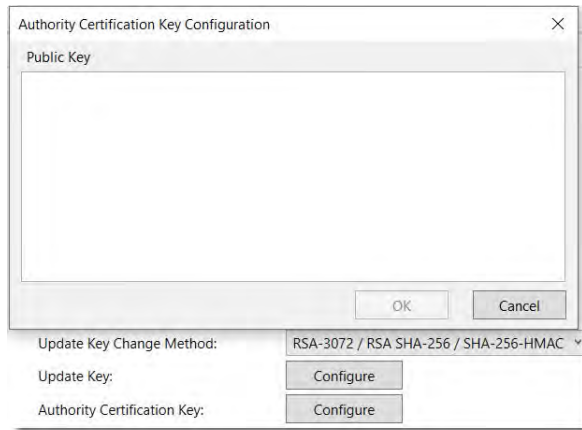 Authority Certification Key Configuration
Public Key
OK Cancel
Update Key Change Method: RSA-3072 / RSA SHA-256 / SHA-256-HMAC
Update Key: Configure
Authority Certification Key: Configure